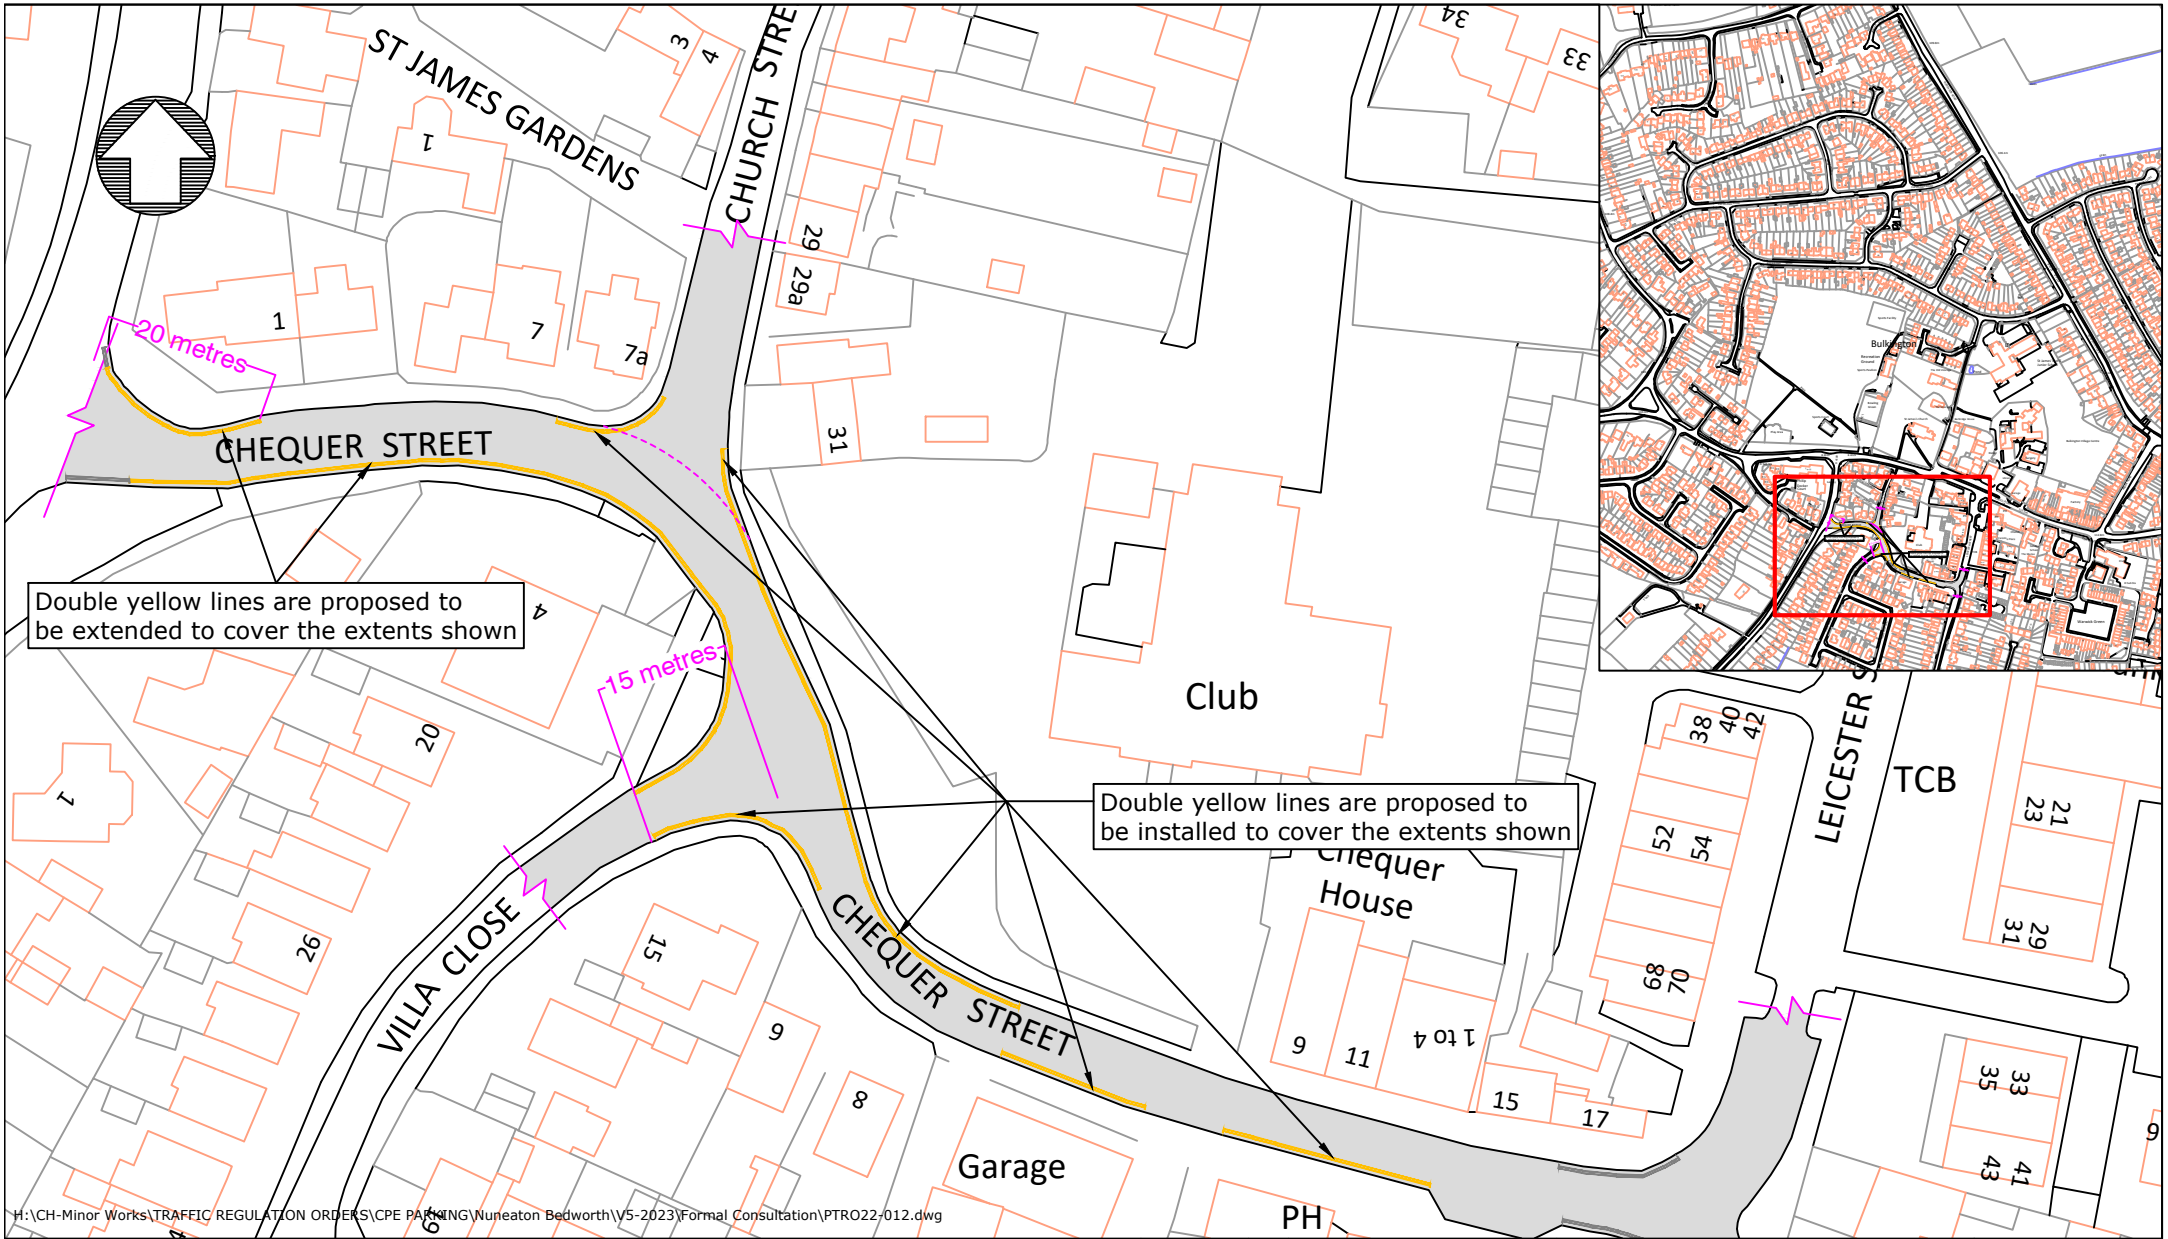 ST JAMES GARDENS
3
4
CHURCH STRE
34
33
1
29
29a
1
7
7a
31
20 metres
CHEQUER STREET
Bulkington
Double yellow lines are proposed to
be extended to cover the extents shown
4
15 metres
20
1
26
Club
Double yellow lines are proposed to
be installed to cover the extents shown
Chequer
House
LEICESTER S
TCB
38
40
42
52
54
68
70
21
23
29
31
VILLA CLOSE
CHEQUER STREET
15
9
8
9
11
1 to 4
15
17
33
35
41
43
9
Garage
PH
19
H:\CH-Minor Works\TRAFFIC REGULATION ORDERS\CPE PARKING\Nuneaton Bedworth\V5-2023\Formal Consultation\PTRO22-012.dwg